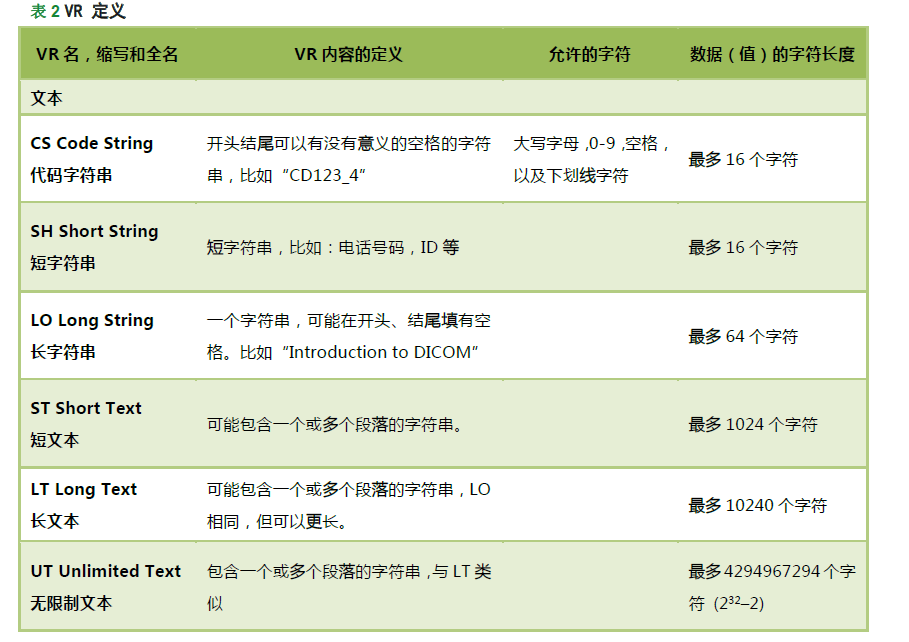 表 2 VR 定义
VR 名，缩写和全名 VR 内容的定义 允许的字符 数据（值）的字符长度
文本
CS Code String
代码字符串
开头结尾可以有没有意义的空格的字符
串，比如“CD123_4”
大写字母 ,0-9 ,空格，
以及下划线字符
最多 16 个字符
SH Short String
短字符串
短字符串，比如：电话号码，ID 等
最多 16 个字符
LO Long String
长字符串
一个字符串，可能在开头、结尾填有空
格。比如“Introduction to DICOM”
最多 64 个字符
ST Short Text
短文本
可能包含一个或多个段落的字符串。
最多 1024 个字符
LT Long Text
长文本
可能包含一个或多个段落的字符串，LO
相同，但可以更长。
最多 10240 个字符
UT Unlimited Text
无限制文本
包含一个或多个段落的字符串 ,与 LT 类
似
最多 4294967294 个字
符 (2³²–2)